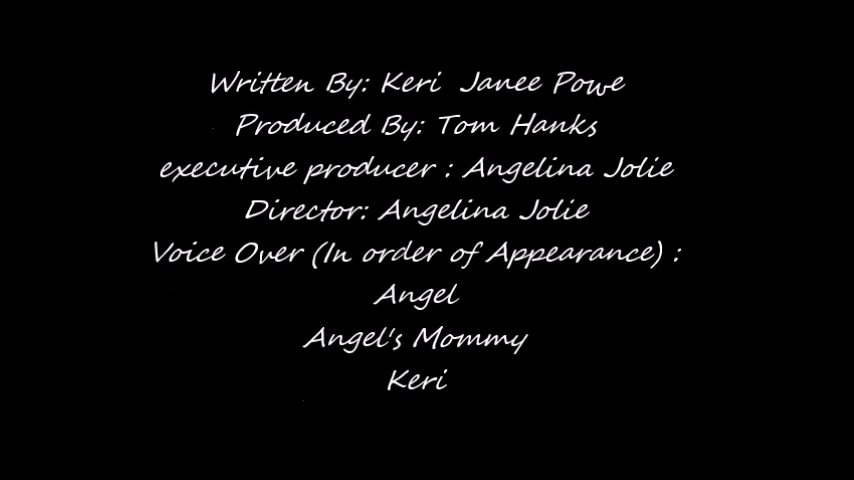 Written By: Keri Janee Powe
Produced By: Tom Hanks
executive producer : Angelina Jolie
Director: Angelina Jolie
Voice Over (In order of Appearance) :
Angel
Angel's Mommy
Keri